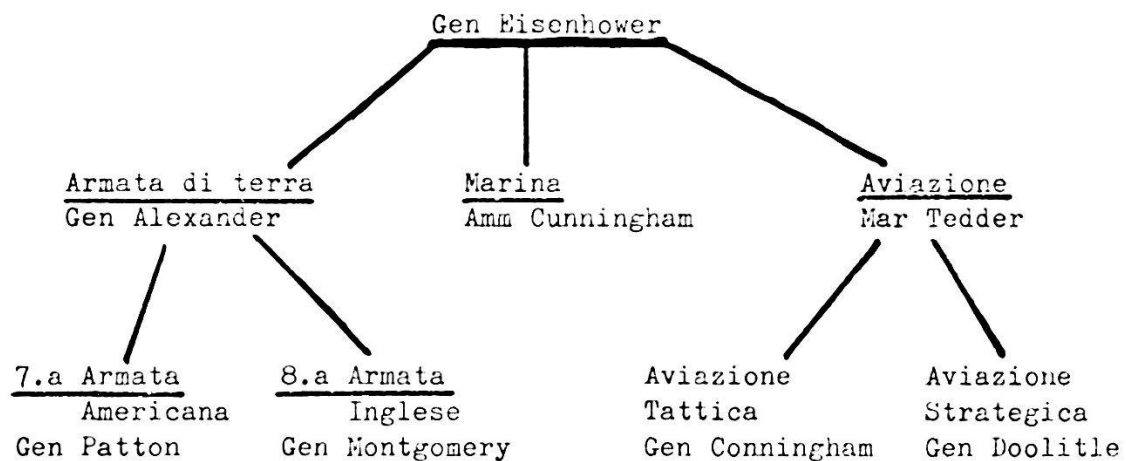 Gen Eisenhower
Armata di terra
Gen Alexander
Marina
Amm Cunningham
Aviazione
Mar Tedder
7.a Armata
Americana
Gen Patton
8.a Armata
Inglese
Gen Montgomery
Aviazione
Tattica
Gen Conningham
Aviazione
Strategica
Gen Doolitle